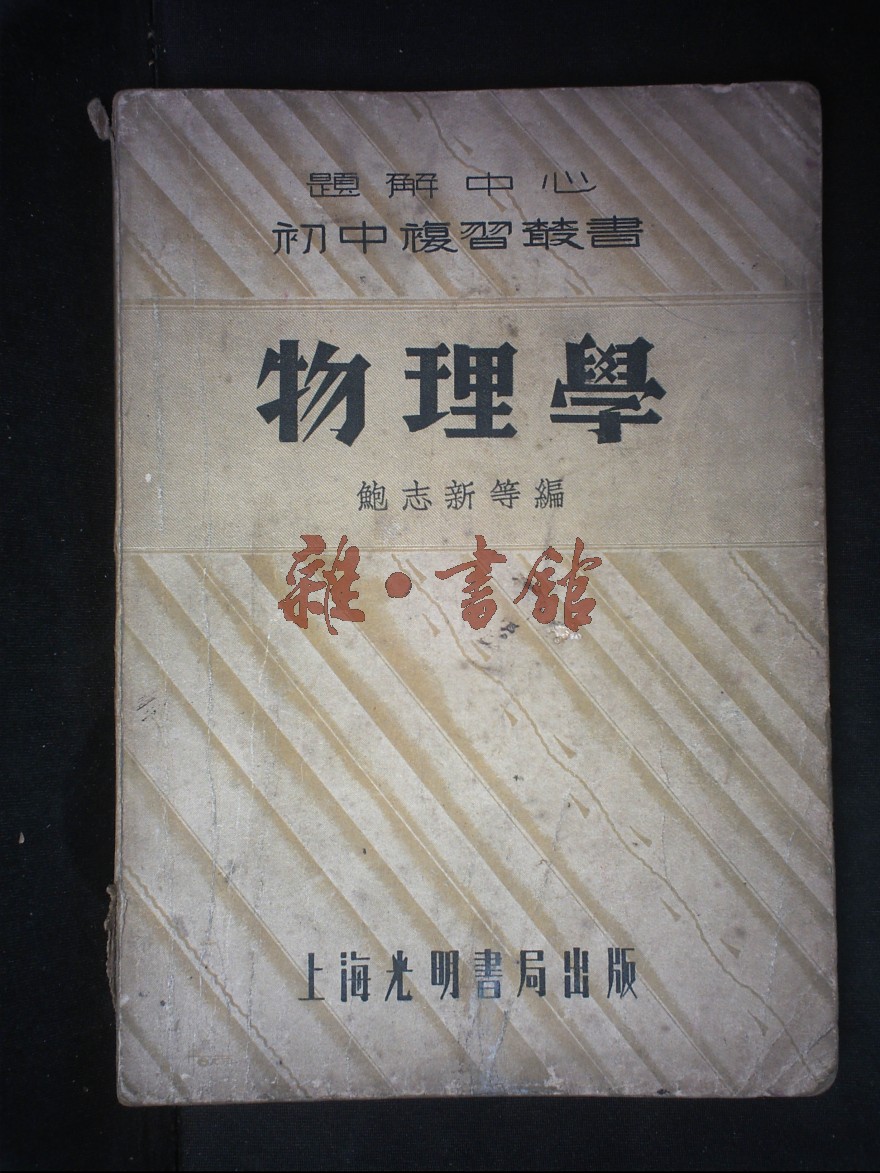 題解中心
初中複習叢書
物理學
鮑志新等編
雜·書館
上海光明書局出版